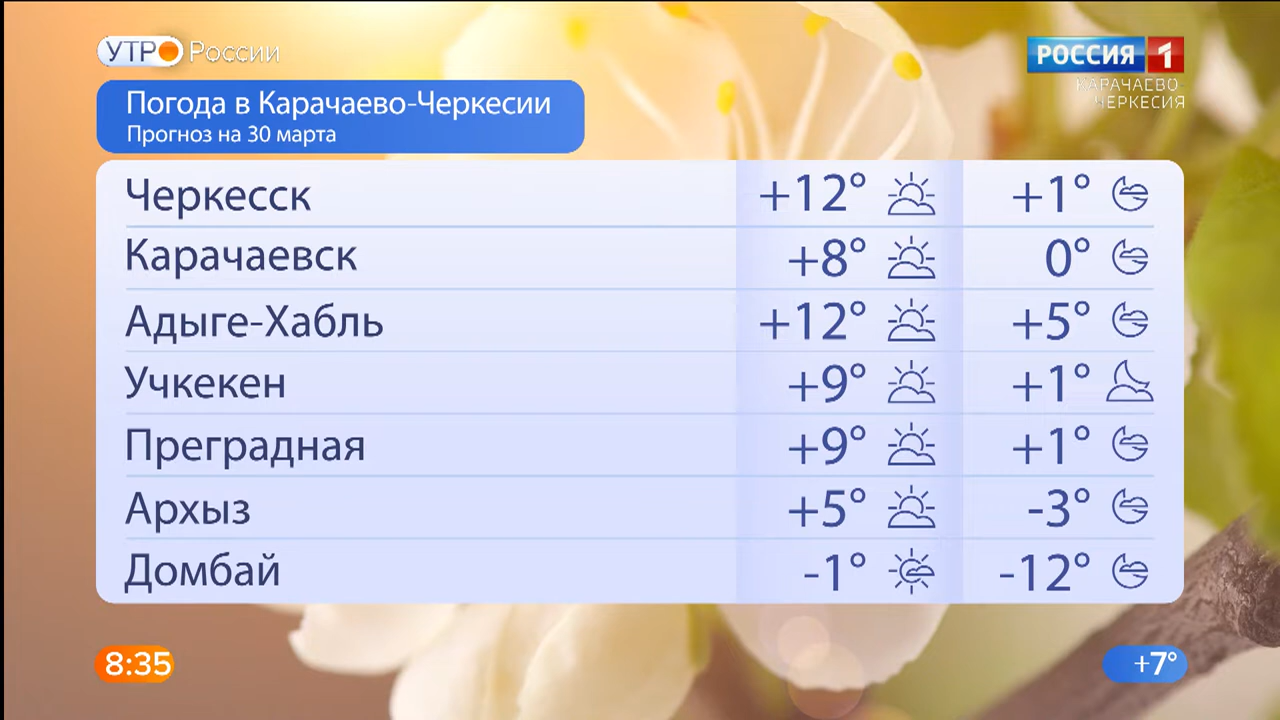 УТРО России
РОССИЯ 1
КАРАЧАЕВО-
ЧЕРКЕСИЯ
Погода в Карачаево-Черкесии
Прогноз на 30 марта
Черкесск +12° +1°
Карачаевск +8° 0°
Адыге-Хабль +12° +5°
Учкекен +9° +1°
Преградная +9° +1°
Архыз +5° -3°
Домбай -1° -12°
8:35 +7°